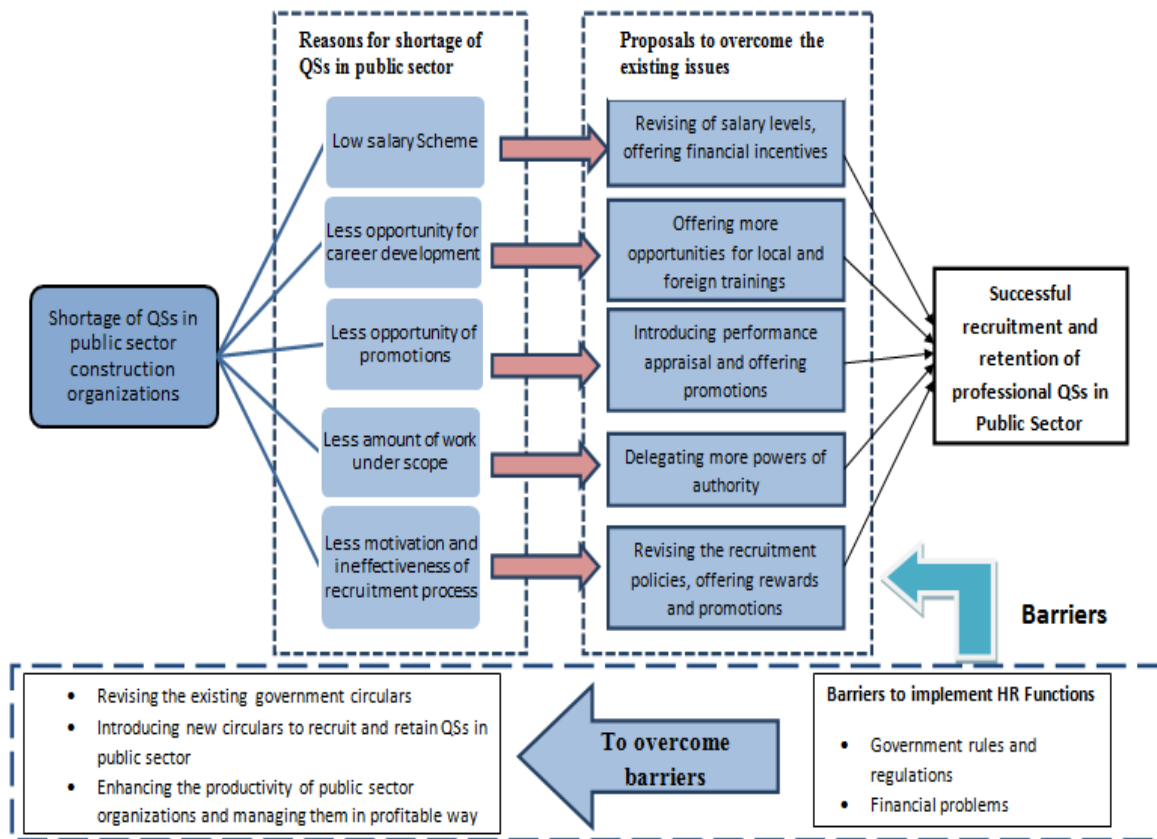 Reasons for shortage of
QSs in public sector
Proposals to overcome the
existing issues
Low salary Scheme
Revising of salary levels,
offering financial incentives
Less opportunity for
career development
Offering more
opportunities for local and
foreign trainings
Shortage of QSs in
public sector
construction
organizations
Less opportunity of
promotions
Introducing performance
appraisal and offering
promotions
Successful
recruitment and
retention of
professional QSs in
Public Sector
Less amount of work
under scope
Delegating more powers of
authority
Less motivation and
ineffectiveness of
recruitment process
Revising the recruitment
policies, offering rewards
and promotions
Barriers
• Revising the existing government circulars
• Introducing new circulars to recruit and retain QSs in
public sector
• Enhancing the productivity of public sector
organizations and managing them in profitable way
To overcome
barriers
Barriers to implement HR Functions
• Government rules and
regulations
• Financial problems